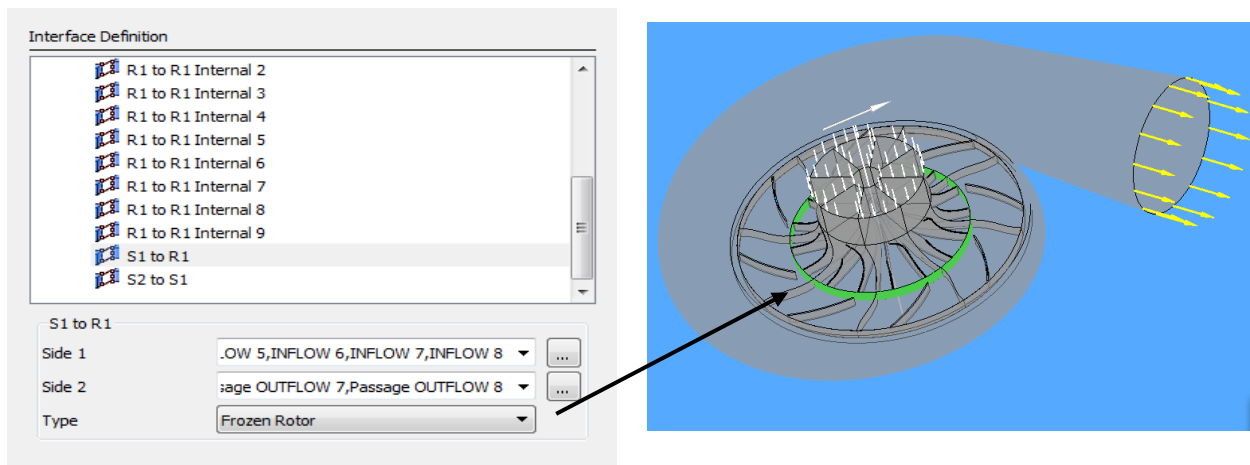 Interface Definition
R1 to R1 Internal 2
R1 to R1 Internal 3
R1 to R1 Internal 4
R1 to R1 Internal 5
R1 to R1 Internal 6
R1 to R1 Internal 7
R1 to R1 Internal 8
R1 to R1 Internal 9
S1 to R1
S2 to S1
S1 to R1
Side 1 .OW 5,INFLOW 6,INFLOW 7,INFLOW 8 ...
Side 2 sage OUTFLOW 7,Passage OUTFLOW 8 ...
Type Frozen Rotor